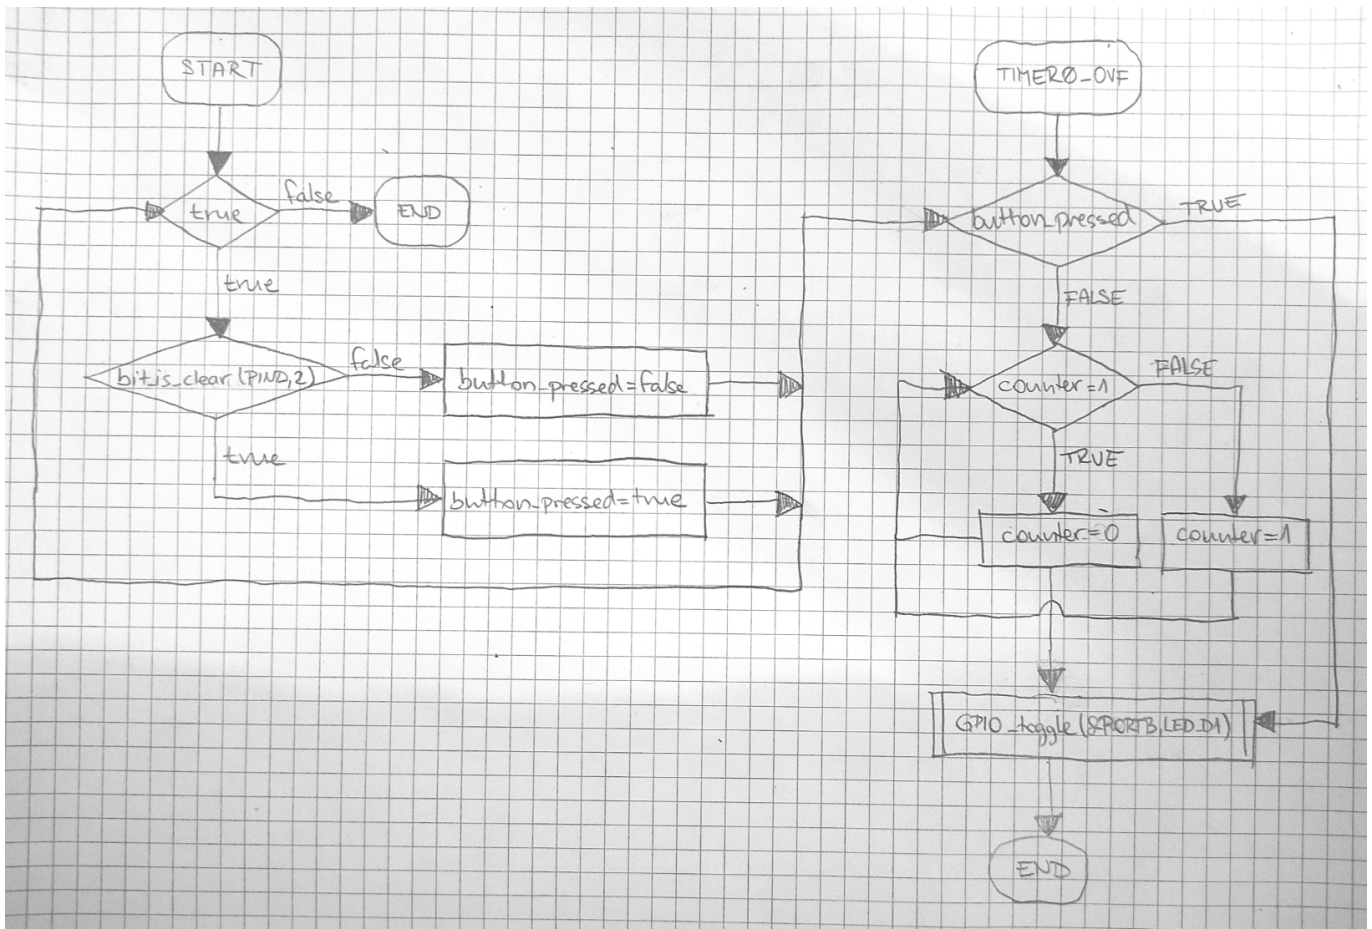 START
true
false
END
true
bit_is_clear(PIND,2)
false
button_pressed=false
true
button_pressed=true
TIMER0_OVF
button_pressed
TRUE
FALSE
counter=1
FALSE
TRUE
counter=0
counter=1
GPIO_toggle(&PORTB,LED_D1)
END